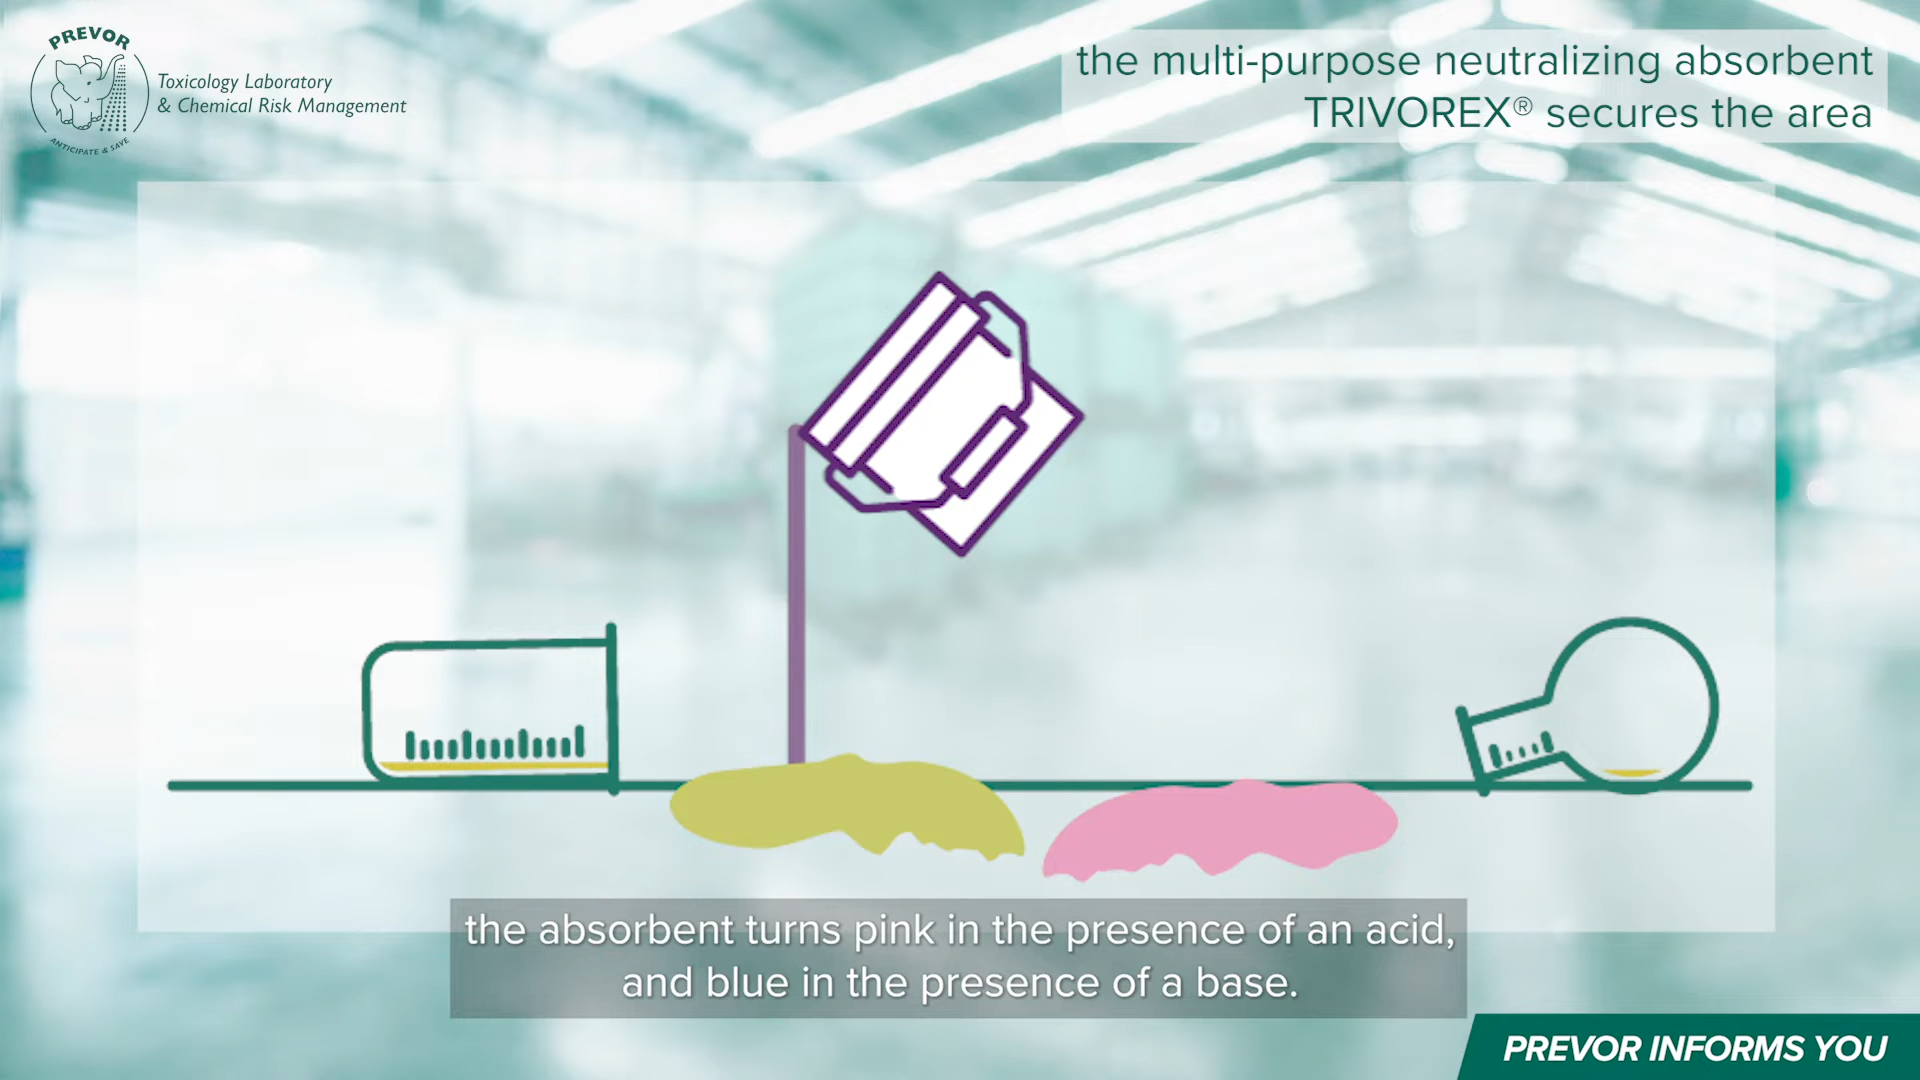 PREVOR
Toxicology Laboratory
& Chemical Risk Management
ANTICIPATE & SAVE
the multi-purpose neutralizing absorbent
TRIVOREX® secures the area
the absorbent turns pink in the presence of an acid,
and blue in the presence of a base.
PREVOR INFORMS YOU